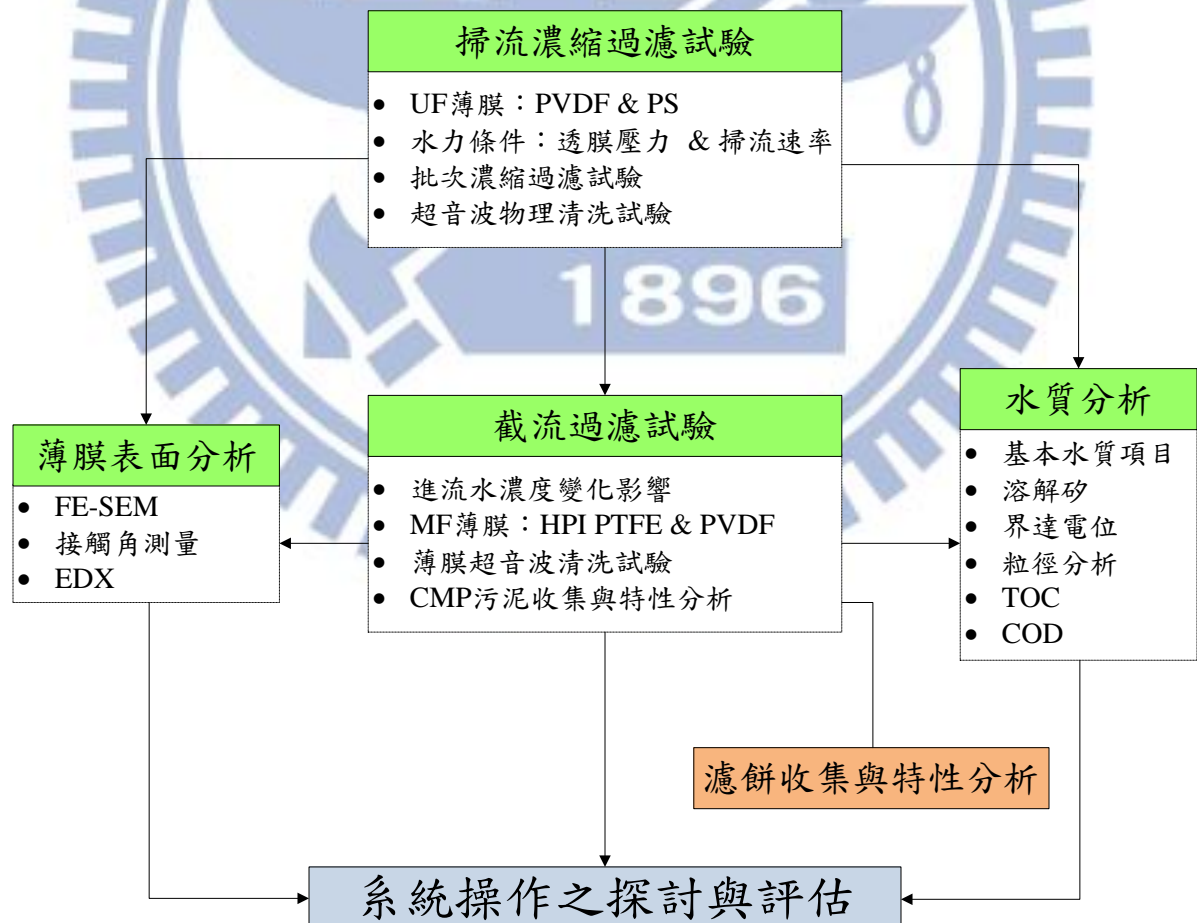 掃流濃縮過濾試驗
• UF薄膜：PVDF & PS
• 水力條件：透膜壓力 & 掃流速率
• 批次濃縮過濾試驗
• 超音波物理清洗試驗
1896
薄膜表面分析
• FE-SEM
• 接觸角測量
• EDX
截流過濾試驗
• 進流水濃度變化影響
• MF薄膜：HPI PTFE & PVDF
• 薄膜超音波清洗試驗
• CMP污泥收集與特性分析
水質分析
• 基本水質項目
• 溶解矽
• 界達電位
• 粒徑分析
• TOC
• COD
濾餅收集與特性分析
系統操作之探討與評估